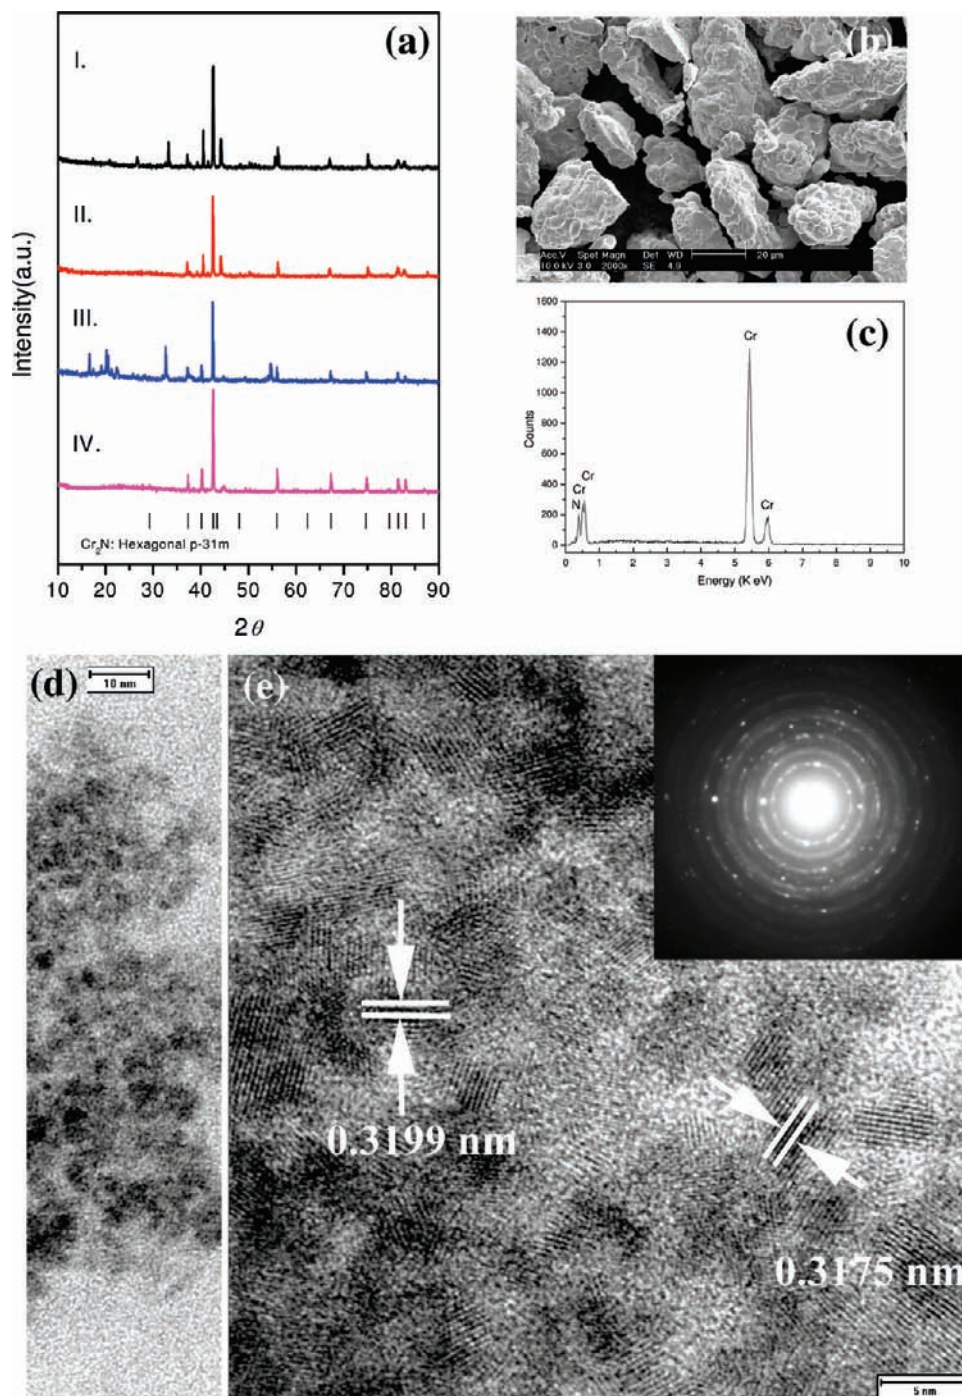 (a)
I.
II.
III.
IV.
Intensity(a.u.)
Cr2N: Hexagonal p-31m
10 20 30 40 50 60 70 80 90
2θ
(b)
Acc.V Spot Magn Det WD 20 μm
10.0 kV 3.0 2000x SE 4.9
(c)
1600
1400
1200
1000
800
600
400
200
0
Counts
Cr
Cr
Cr
N
Cr
0 1 2 3 4 5 6 7 8 9 10
Energy (K eV)
(d)
10 nm
(e)
0.3199 nm
0.3175 nm
5 nm